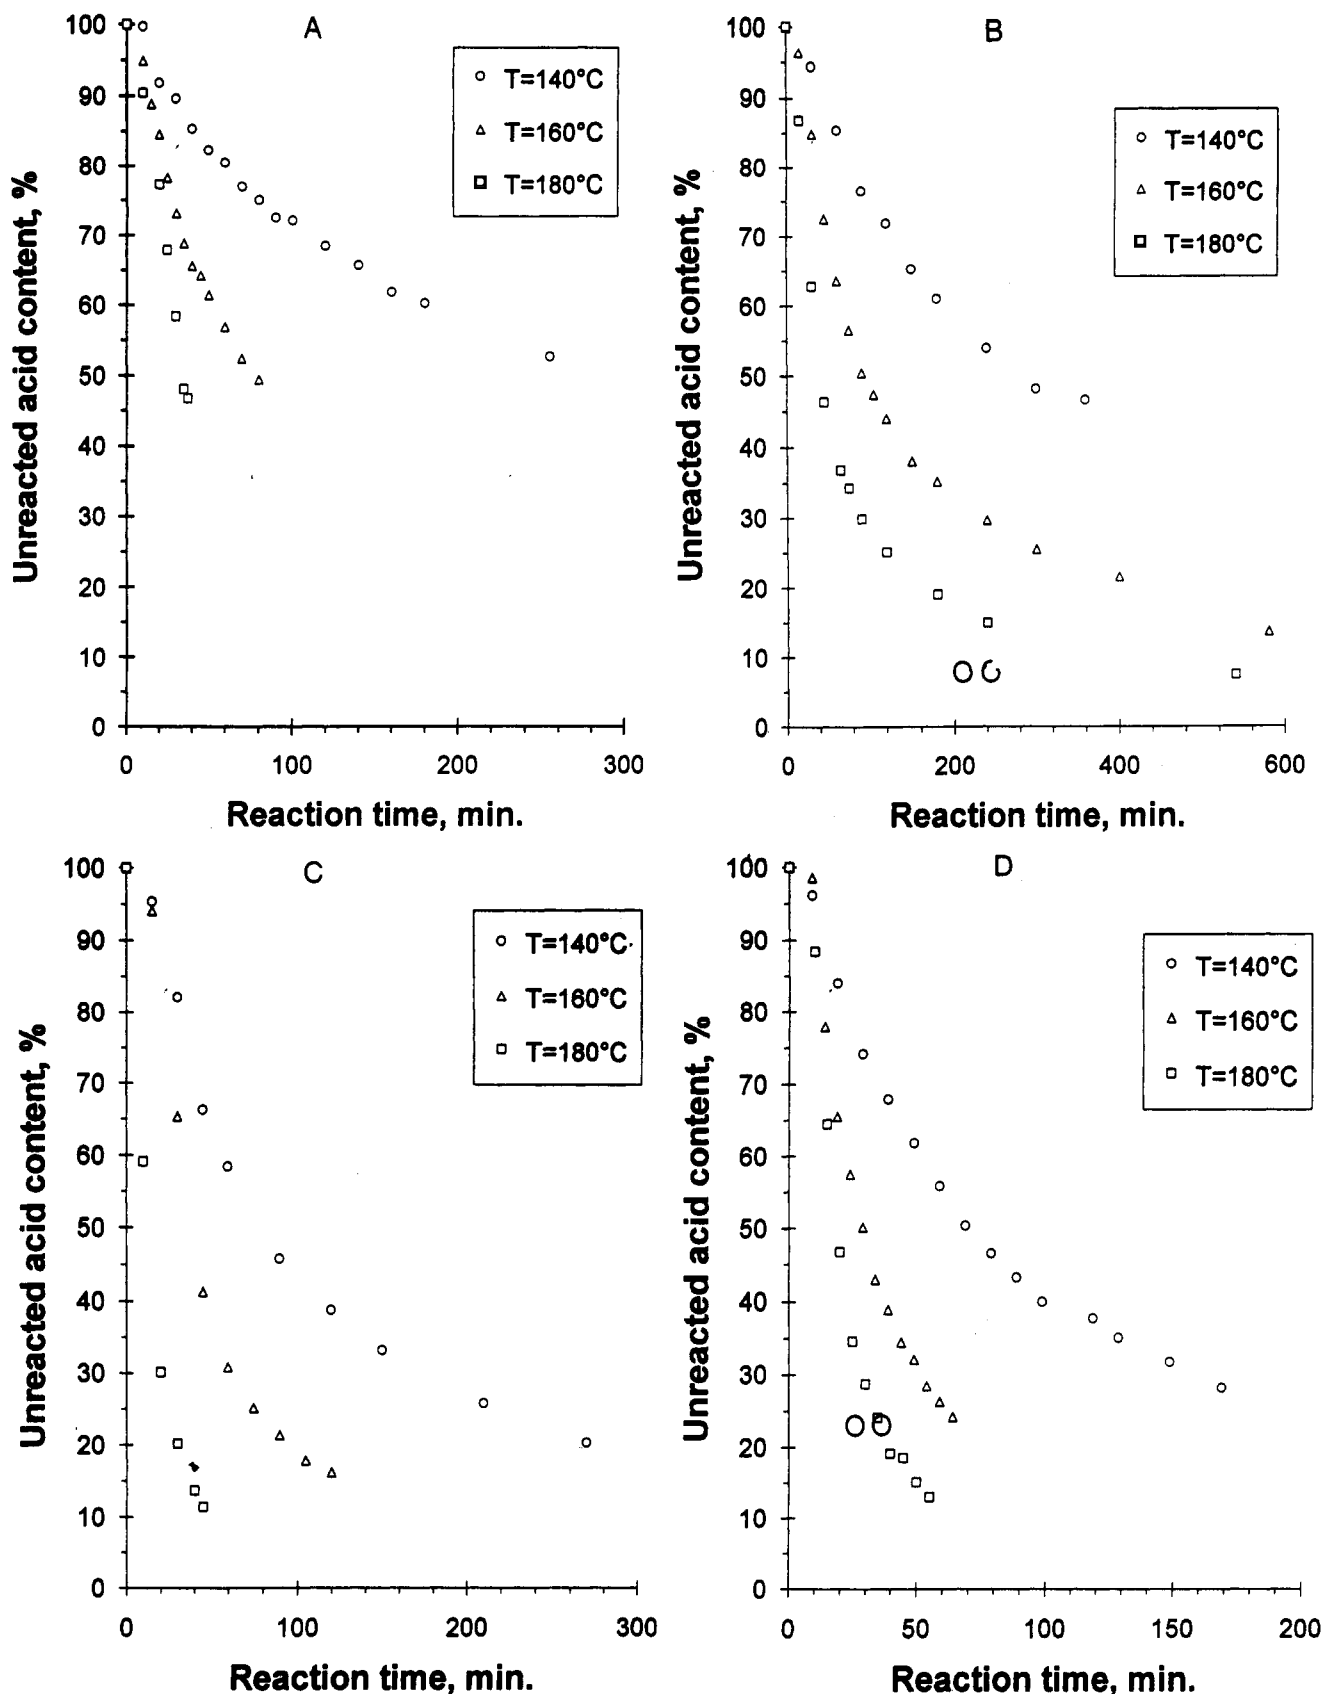 A
T=140°C
T=160°C
T=180°C
100
90
80
70
60
50
40
30
20
10
0
0 100 200 300
Unreacted acid content, %
Reaction time, min.
B
T=140°C
T=160°C
T=180°C
100
90
80
70
60
50
40
30
20
10
0
0 200 400 600
Unreacted acid content, %
Reaction time, min.
C
T=140°C
T=160°C
T=180°C
100
90
80
70
60
50
40
30
20
10
0
0 100 200 300
Unreacted acid content, %
Reaction time, min.
D
T=140°C
T=160°C
T=180°C
100
90
80
70
60
50
40
30
20
10
0
0 50 100 150 200
Unreacted acid content, %
Reaction time, min.